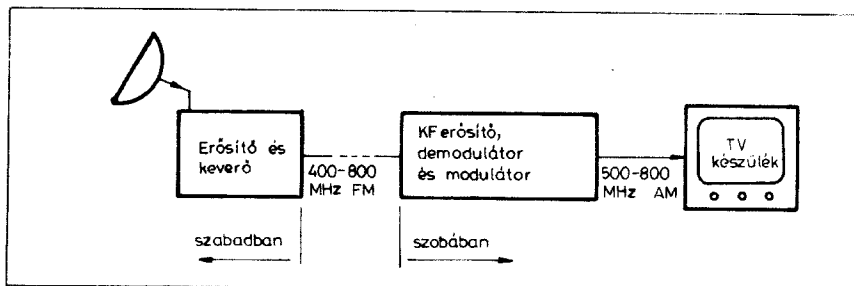 Erősítő és
keverő
400-800
MHz FM
KF erősítő,
demodulátor
és modulátor
500-800
MHz AM
TV
készülék
szabadban
szobában